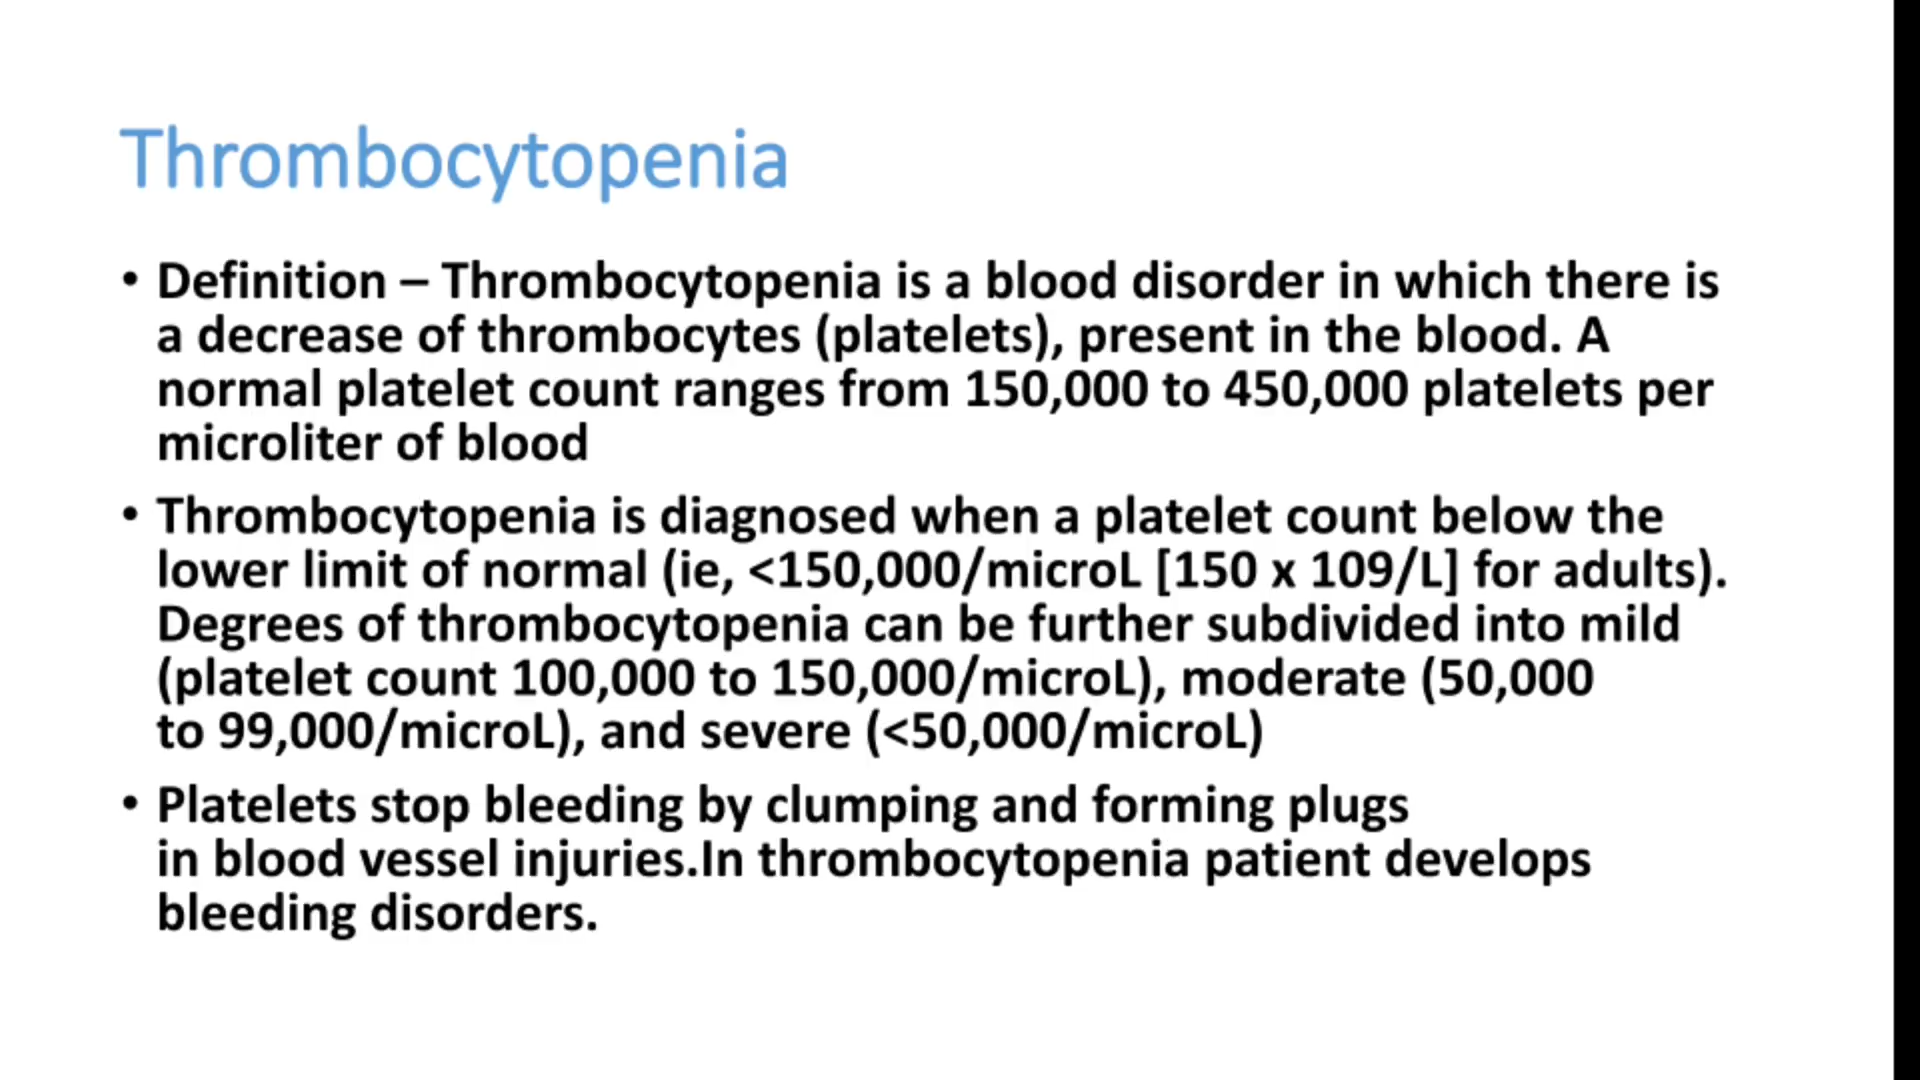 Thrombocytopenia
• Definition – Thrombocytopenia is a blood disorder in which there is
a decrease of thrombocytes (platelets), present in the blood. A
normal platelet count ranges from 150,000 to 450,000 platelets per
microliter of blood
• Thrombocytopenia is diagnosed when a platelet count below the
lower limit of normal (ie, <150,000/microL [150 x 109/L] for adults).
Degrees of thrombocytopenia can be further subdivided into mild
(platelet count 100,000 to 150,000/microL), moderate (50,000
to 99,000/microL), and severe (<50,000/microL)
• Platelets stop bleeding by clumping and forming plugs
in blood vessel injuries.In thrombocytopenia patient develops
bleeding disorders.